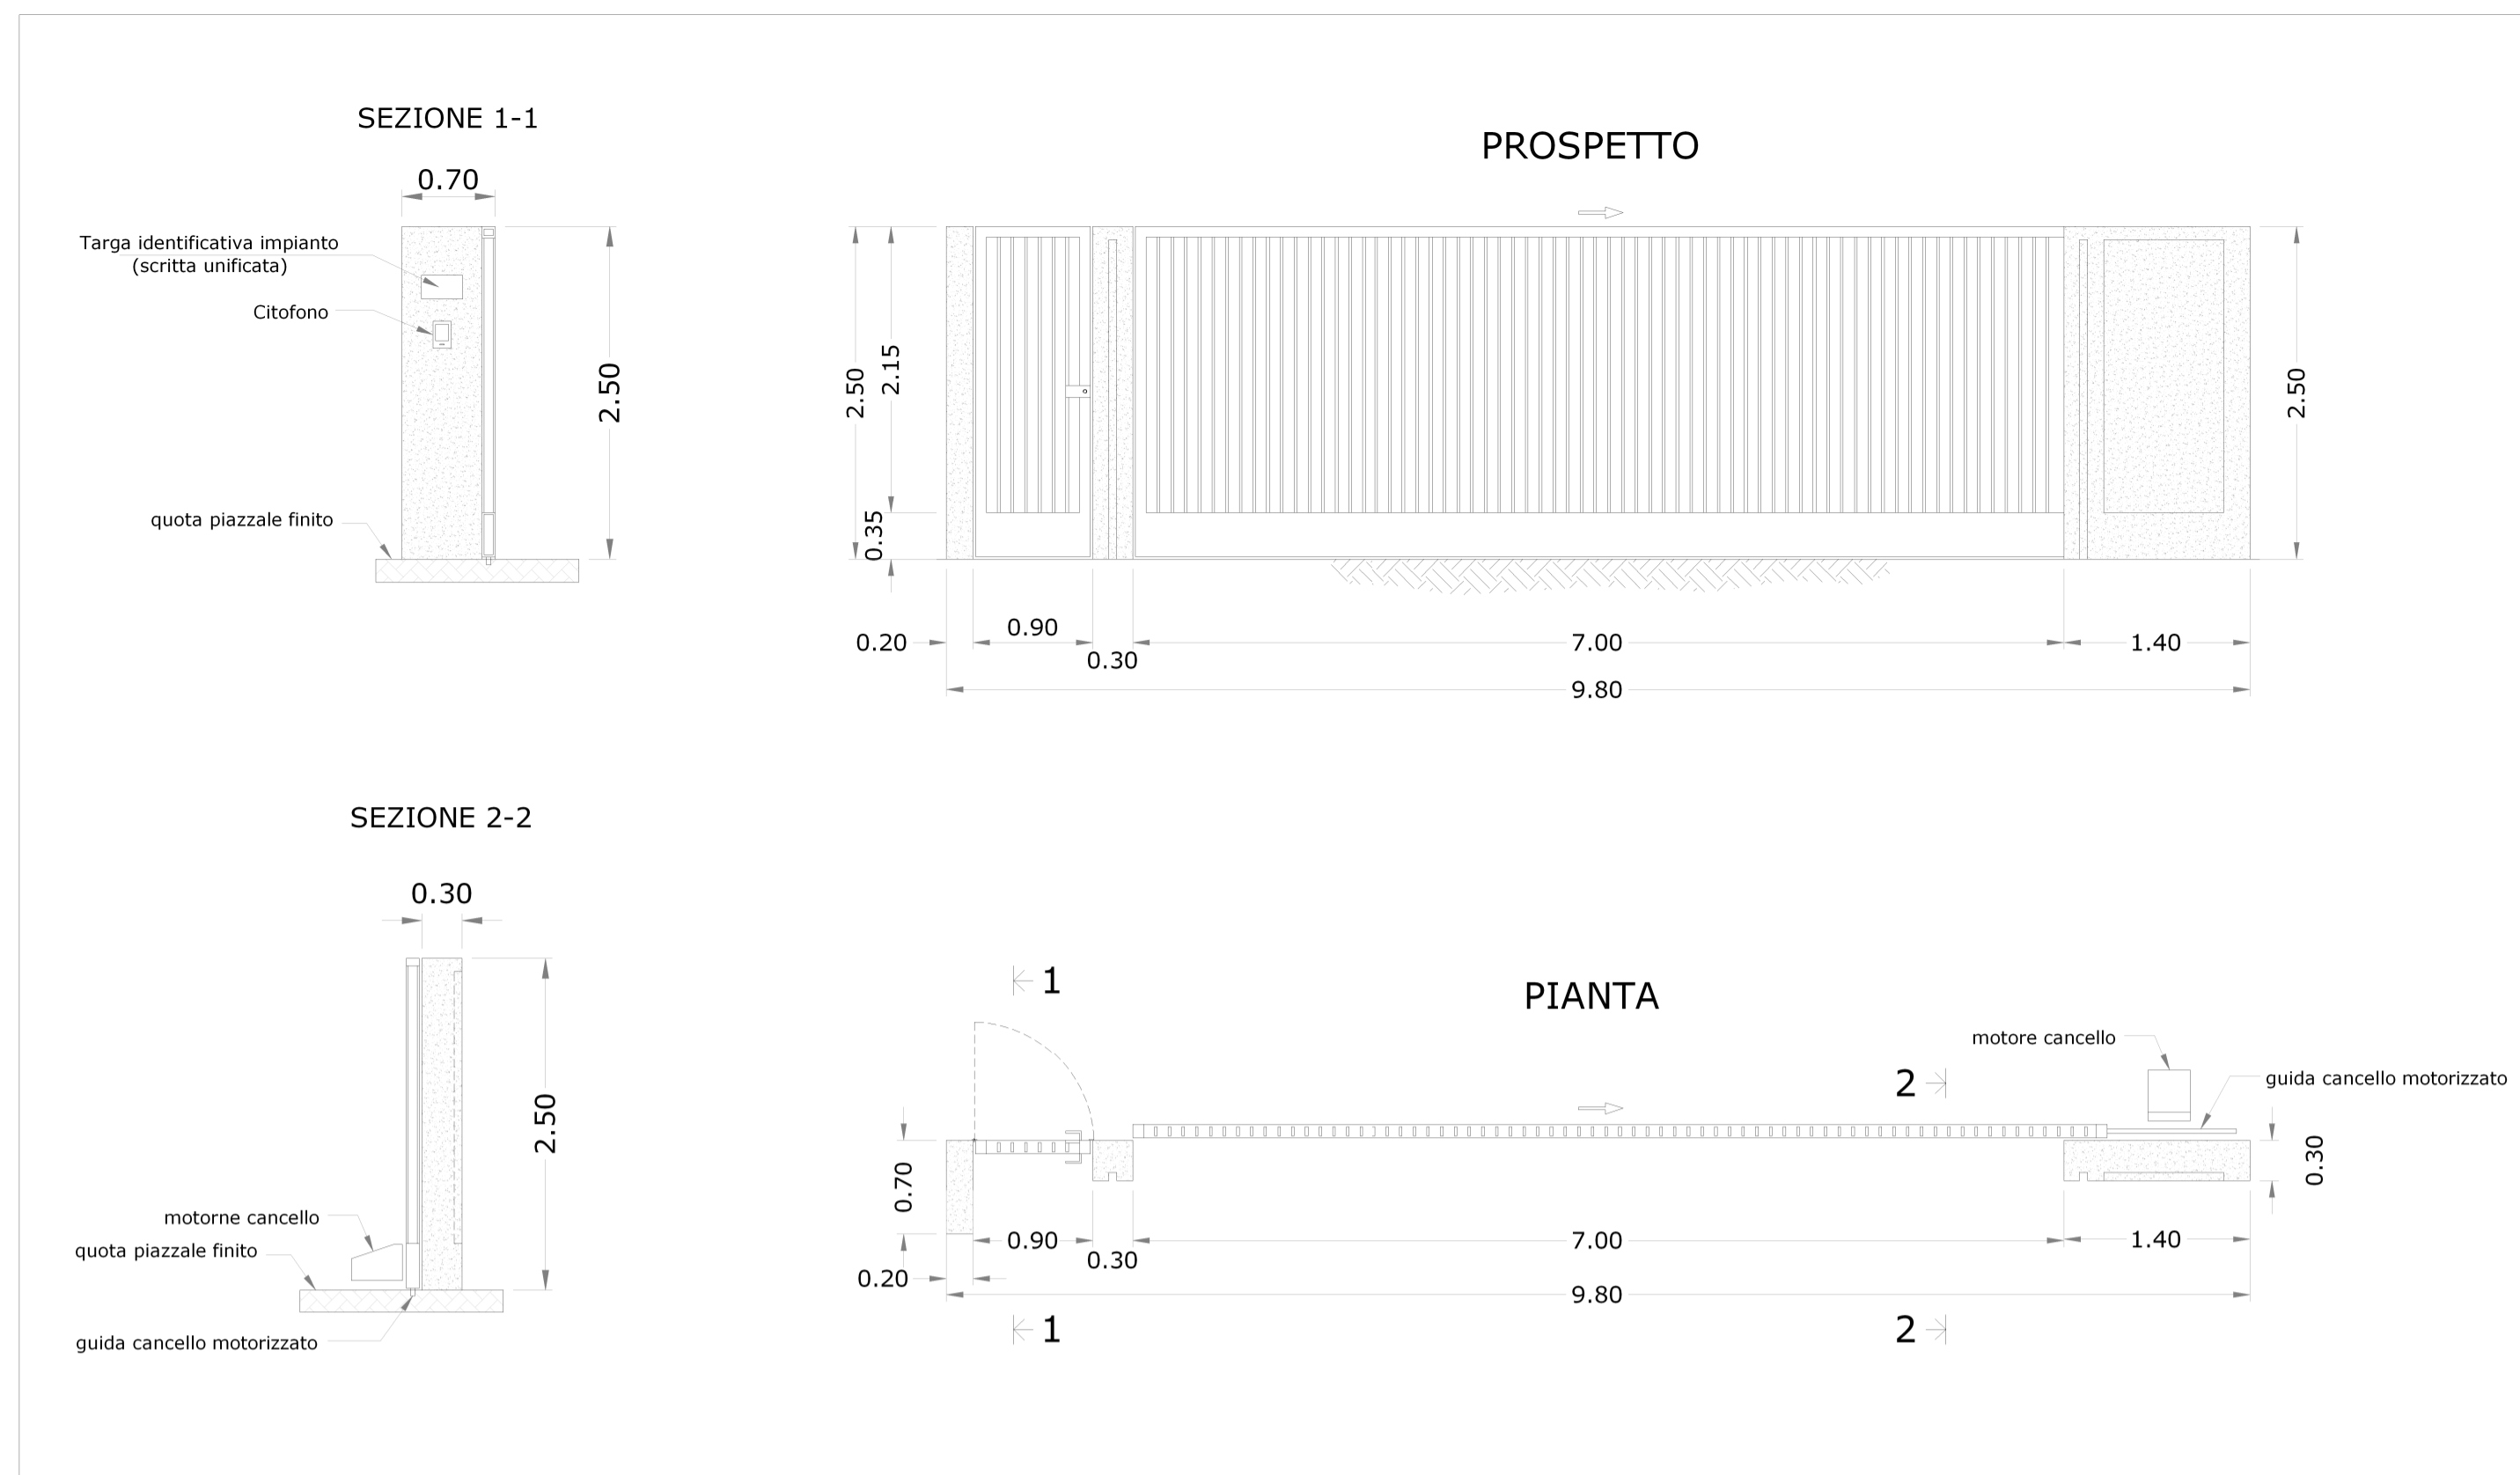 SEZIONE 1-1
0.70
Targa identificativa impianto
(scritta unificata)
Citofono
2.50
quota piazzale finito
PROSPETTO
2.50
2.15
0.35
2.50
0.20
0.90
0.30
7.00
1.40
9.80
SEZIONE 2-2
0.30
2.50
motorne cancello
quota piazzale finito
guida cancello motorizzato
PIANTA
1
2
motore cancello
guida cancello motorizzato
0.70
0.30
0.90
0.30
7.00
1.40
0.20
9.80
1
2